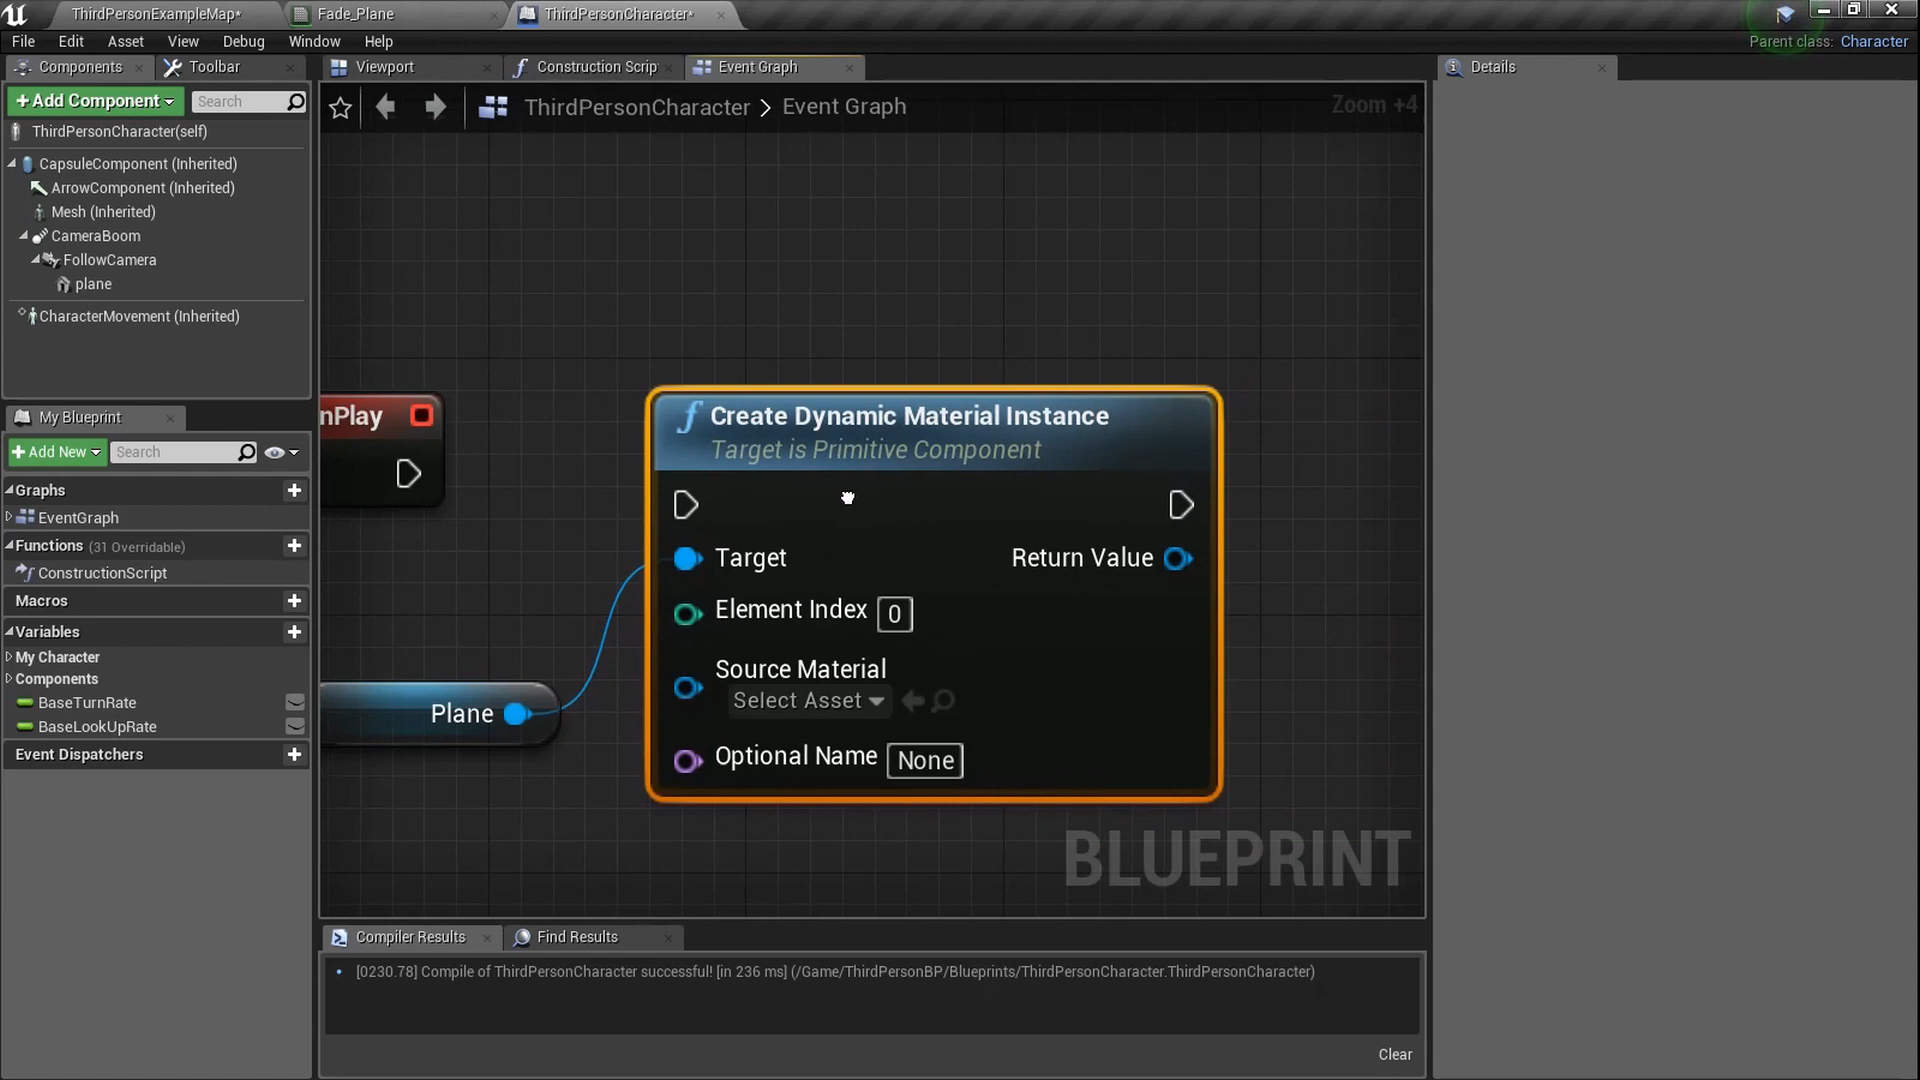 ThirdPersonExampleMap*
Fade_Plane
ThirdPersonCharacter*
File Edit Asset View Debug Window Help
Parent class: Character
Components
Toolbar
Viewport
Construction Scrip
Event Graph
Details
+Add Component
Search
ThirdPersonCharacter > Event Graph
Zoom +4
ThirdPersonCharacter(self)
CapsuleComponent (Inherited)
ArrowComponent (Inherited)
Mesh (Inherited)
CameraBoom
FollowCamera
plane
CharacterMovement (Inherited)
My Blueprint
+Add New
Search
Graphs
EventGraph
Functions (31 Overridable)
ConstructionScript
Macros
Variables
My Character
Components
BaseTurnRate
BaseLookUpRate
Event Dispatchers
nPlay
Plane
Create Dynamic Material Instance
Target is Primitive Component
Target
Return Value
Element Index 0
Source Material
Select Asset
Optional Name None
BLUEPRINT
Compiler Results
Find Results
[0230.78] Compile of ThirdPersonCharacter successful! [in 236 ms] (/Game/ThirdPersonBP/Blueprints/ThirdPersonCharacter.ThirdPersonCharacter)
Clear